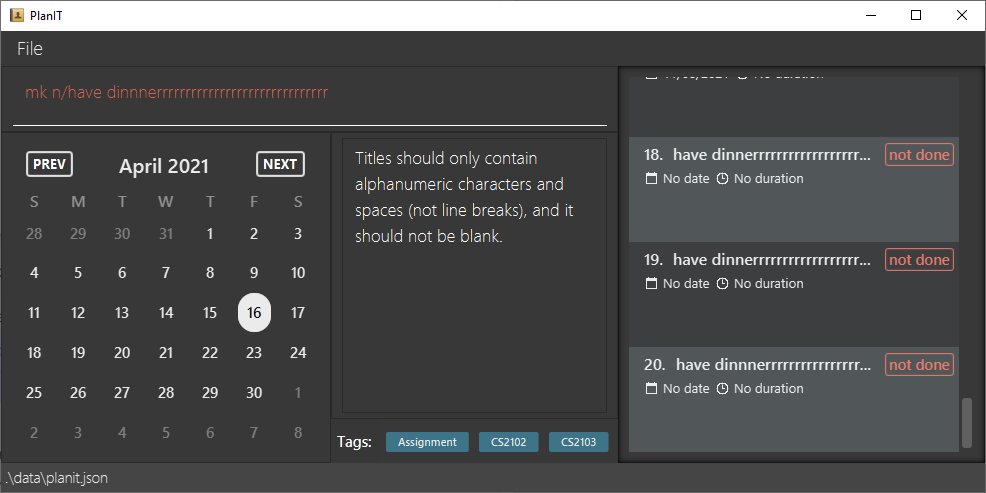 PlanIT
File
mk n/have dinnnerrrrrrrrrrrrrrrrrrrrrrrrrrrrrr
PREV April 2021 NEXT
S M T W T F S
28 29 30 31 1 2 3
4 5 6 7 8 9 10
11 12 13 14 15 16 17
18 19 20 21 22 23 24
25 26 27 28 29 30 1
2 3 4 5 6 7 8
Titles should only contain
alphanumeric characters and
spaces (not line breaks), and it
should not be blank.
Tags: Assignment CS2102 CS2103
No duration
18. have dinnerrrrrrrrrrrrrrrrrr... not done
No date No duration
19. have dinnerrrrrrrrrrrrrrrrrr... not done
No date No duration
20. have dinnnerrrrrrrrrrrrrrrrr... not done
No date No duration
.\data\planit.json